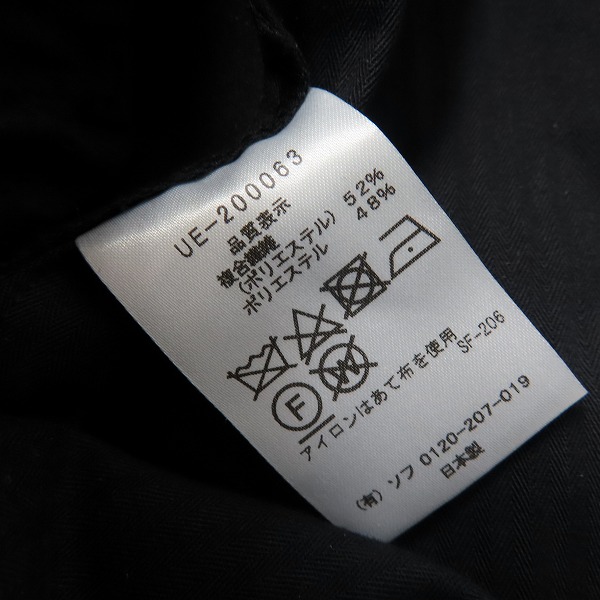 UE-200063
品質表示
複合繊維
(ポリエステル) 52%
ポリエステル 48%
F W
アイロンはあて布を使用 SF-206
(有) ソフ 0120-207-019
日本製